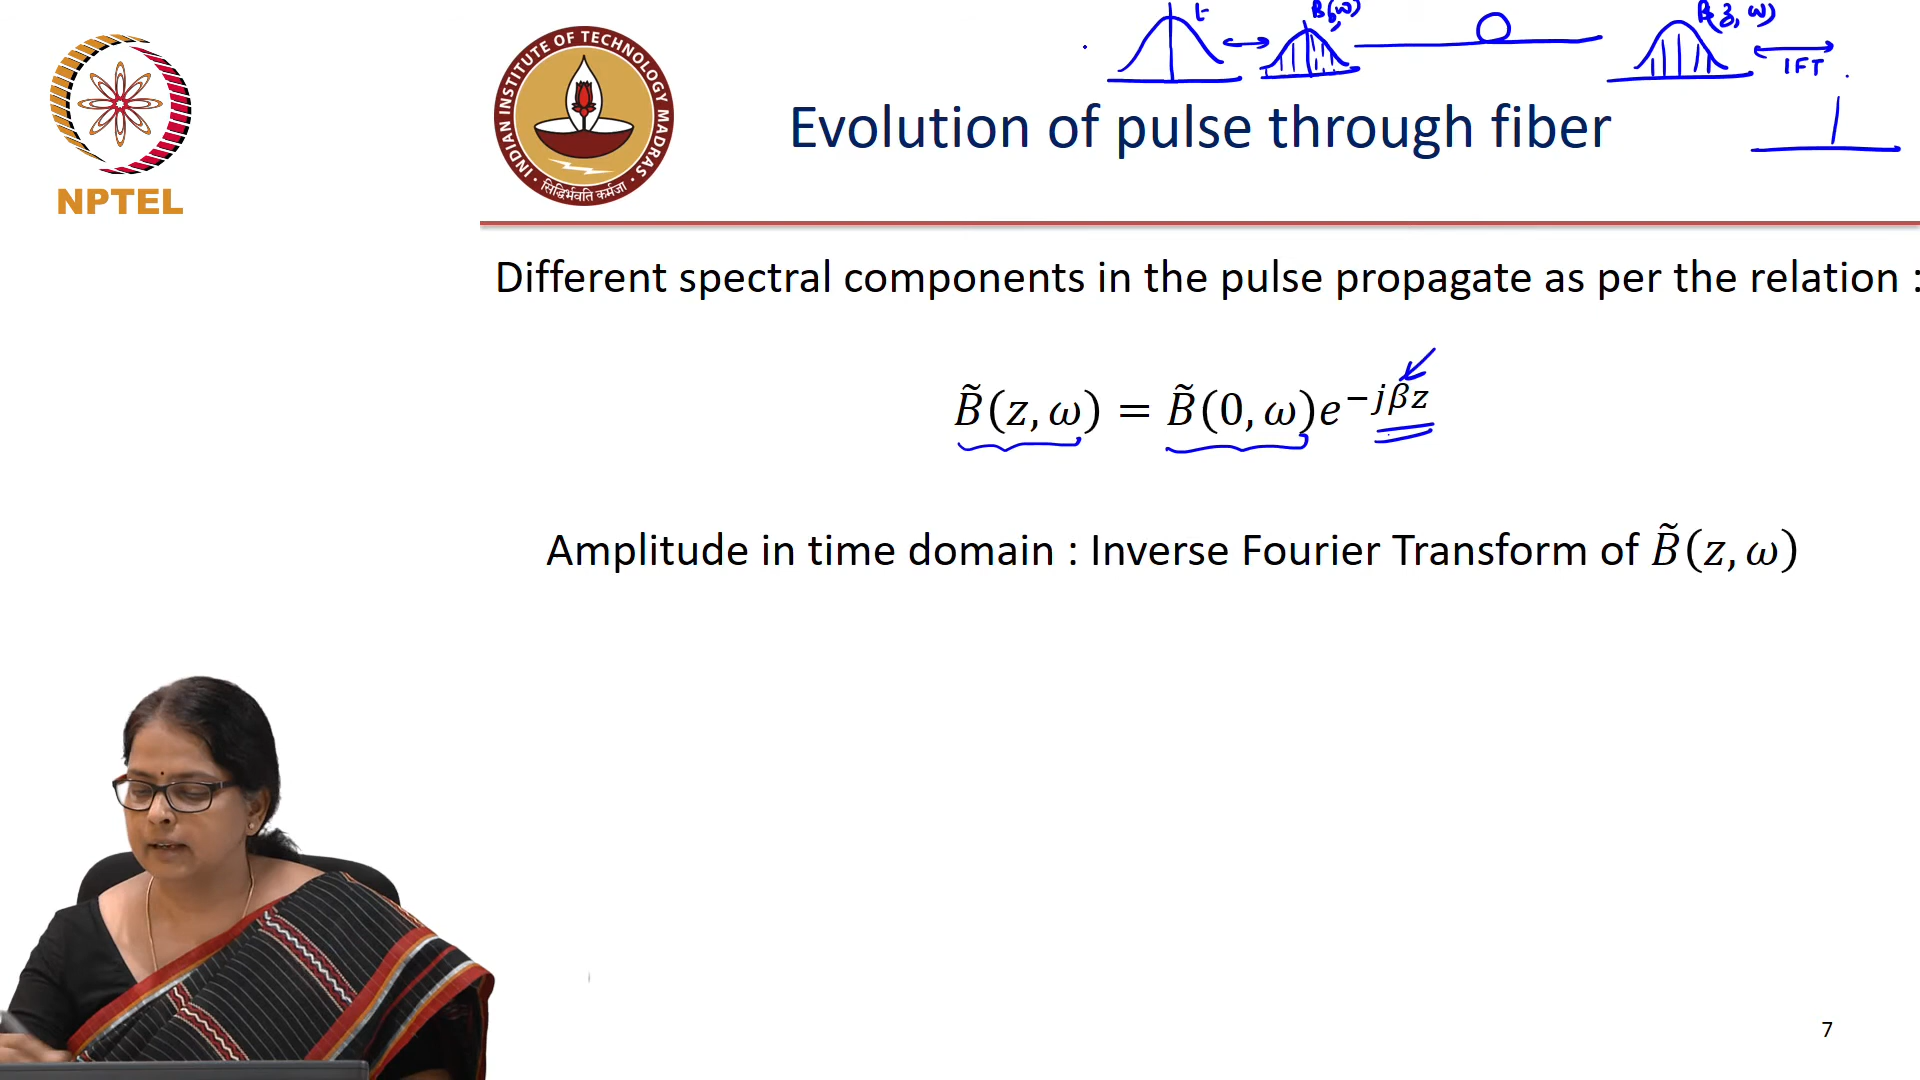 t
B(0,ω)
B(z, ω)
IFT
NPTEL
INDIAN INSTITUTE OF TECHNOLOGY MADRAS
सिद्धिर्भवति कर्मजा
Evolution of pulse through fiber
Different spectral components in the pulse propagate as per the relation :
B̃(z, ω) = B̃(0, ω)e^{−jβz}
Amplitude in time domain : Inverse Fourier Transform of B̃(z, ω)
7